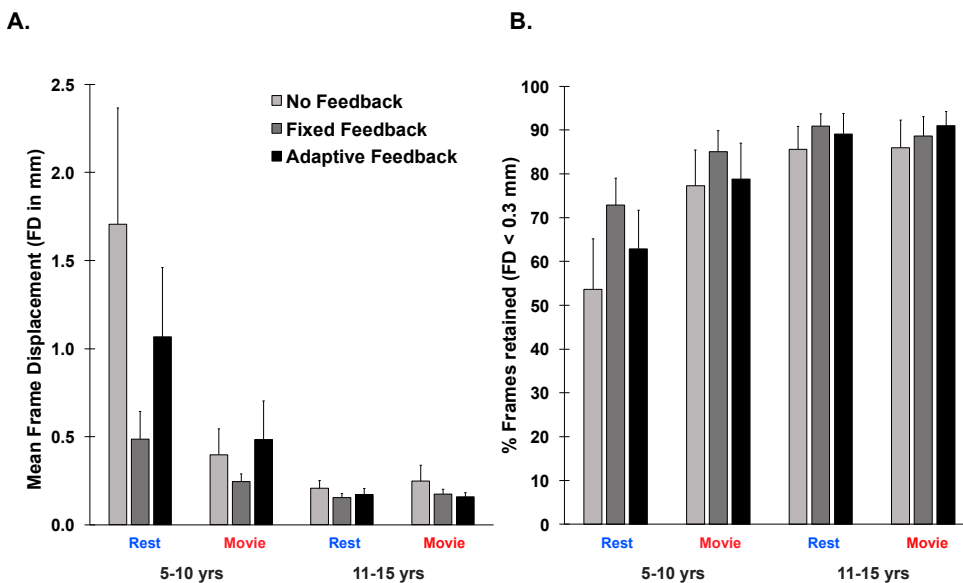 A.
Mean Frame Displacement (FD in mm)
2.5
2.0
1.5
1.0
0.5
0.0
No Feedback
Fixed Feedback
Adaptive Feedback
Rest
Movie
Rest
Movie
5-10 yrs
11-15 yrs
B.
% Frames retained (FD < 0.3 mm)
100
90
80
70
60
50
40
30
20
10
0
Rest
Movie
Rest
Movie
5-10 yrs
11-15 yrs